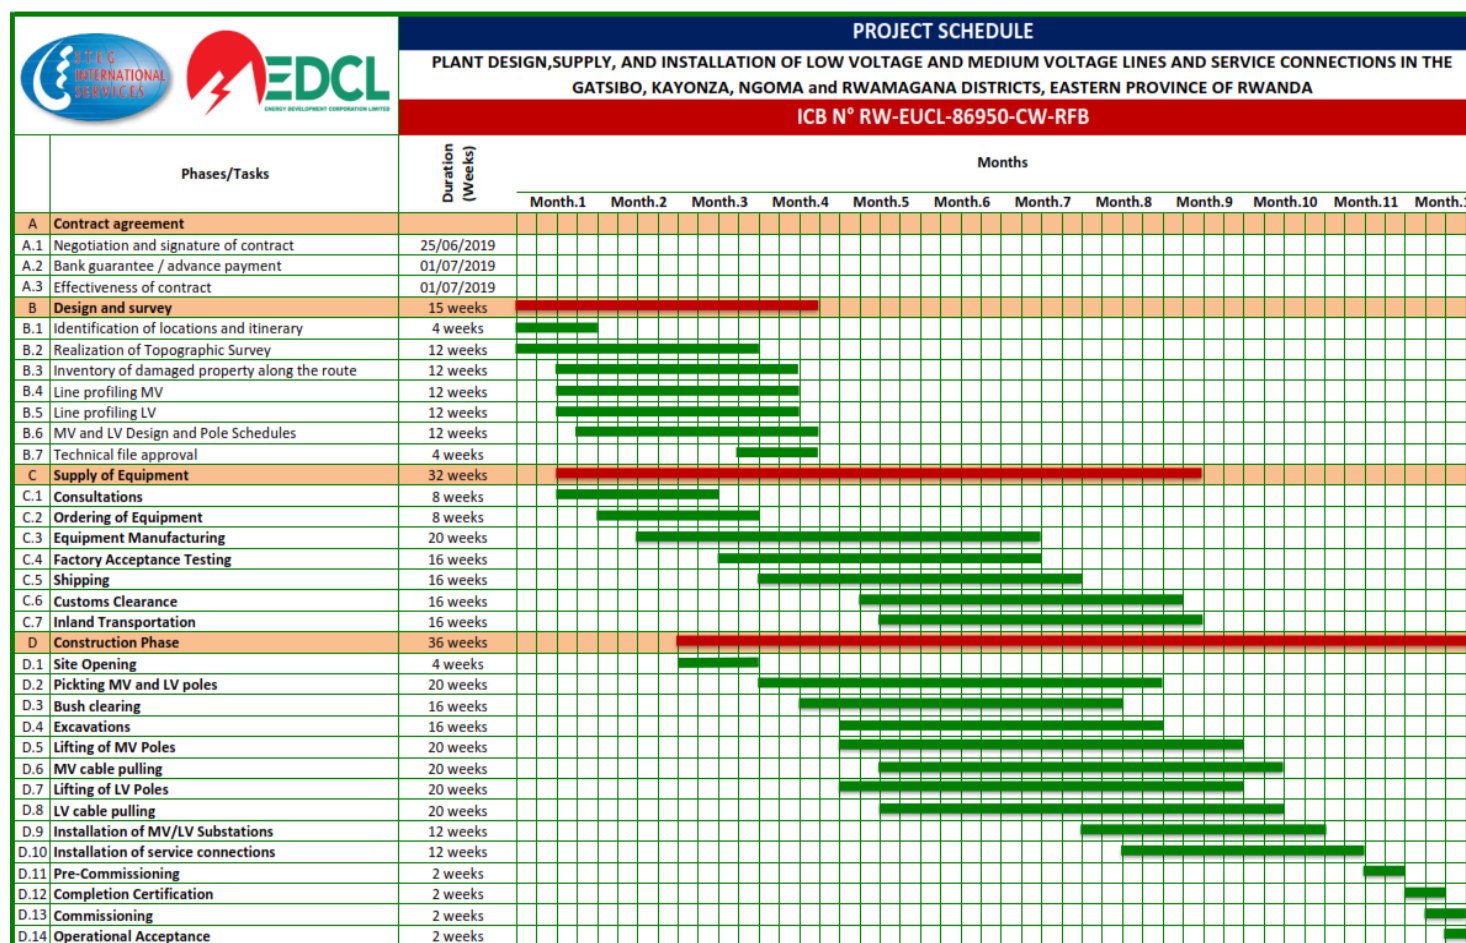 STEG
INTERNATIONAL
SERVICES
EDCL
ENERGY DEVELOPMENT CORPORATION LIMITED
PROJECT SCHEDULE
PLANT DESIGN,SUPPLY, AND INSTALLATION OF LOW VOLTAGE AND MEDIUM VOLTAGE LINES AND SERVICE CONNECTIONS IN THE
GATSIBO, KAYONZA, NGOMA and RWAMAGANA DISTRICTS, EASTERN PROVINCE OF RWANDA
ICB N° RW-EUCL-86950-CW-RFB
Phases/Tasks Duration (Weeks) Months
Month.1 Month.2 Month.3 Month.4 Month.5 Month.6 Month.7 Month.8 Month.9 Month.10 Month.11 Month.1
A Contract agreement
A.1 Negotiation and signature of contract 25/06/2019
A.2 Bank guarantee / advance payment 01/07/2019
A.3 Effectiveness of contract 01/07/2019
B Design and survey 15 weeks
B.1 Identification of locations and itinerary 4 weeks
B.2 Realization of Topographic Survey 12 weeks
B.3 Inventory of damaged property along the route 12 weeks
B.4 Line profiling MV 12 weeks
B.5 Line profiling LV 12 weeks
B.6 MV and LV Design and Pole Schedules 12 weeks
B.7 Technical file approval 4 weeks
C Supply of Equipment 32 weeks
C.1 Consultations 8 weeks
C.2 Ordering of Equipment 8 weeks
C.3 Equipment Manufacturing 20 weeks
C.4 Factory Acceptance Testing 16 weeks
C.5 Shipping 16 weeks
C.6 Customs Clearance 16 weeks
C.7 Inland Transportation 16 weeks
D Construction Phase 36 weeks
D.1 Site Opening 4 weeks
D.2 Pickting MV and LV poles 20 weeks
D.3 Bush clearing 16 weeks
D.4 Excavations 16 weeks
D.5 Lifting of MV Poles 20 weeks
D.6 MV cable pulling 20 weeks
D.7 Lifting of LV Poles 20 weeks
D.8 LV cable pulling 20 weeks
D.9 Installation of MV/LV Substations 12 weeks
D.10 Installation of service connections 12 weeks
D.11 Pre-Commissioning 2 weeks
D.12 Completion Certification 2 weeks
D.13 Commissioning 2 weeks
D.14 Operational Acceptance 2 weeks